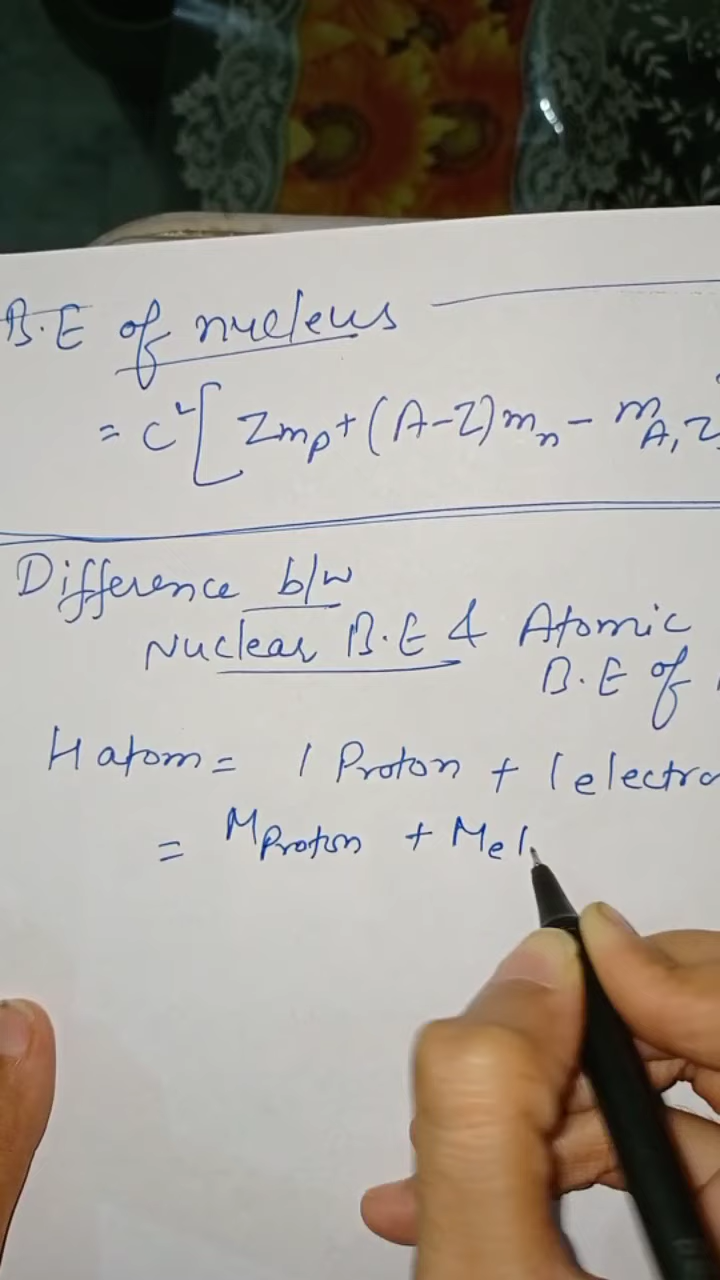 B.E of nucleus
= c²[ Zmp + (A-Z)mn - mA,Z
Difference b/w
Nuclear B.E & Atomic
B.E of
H atom = 1 Proton + 1 electro
= MProton + Mel